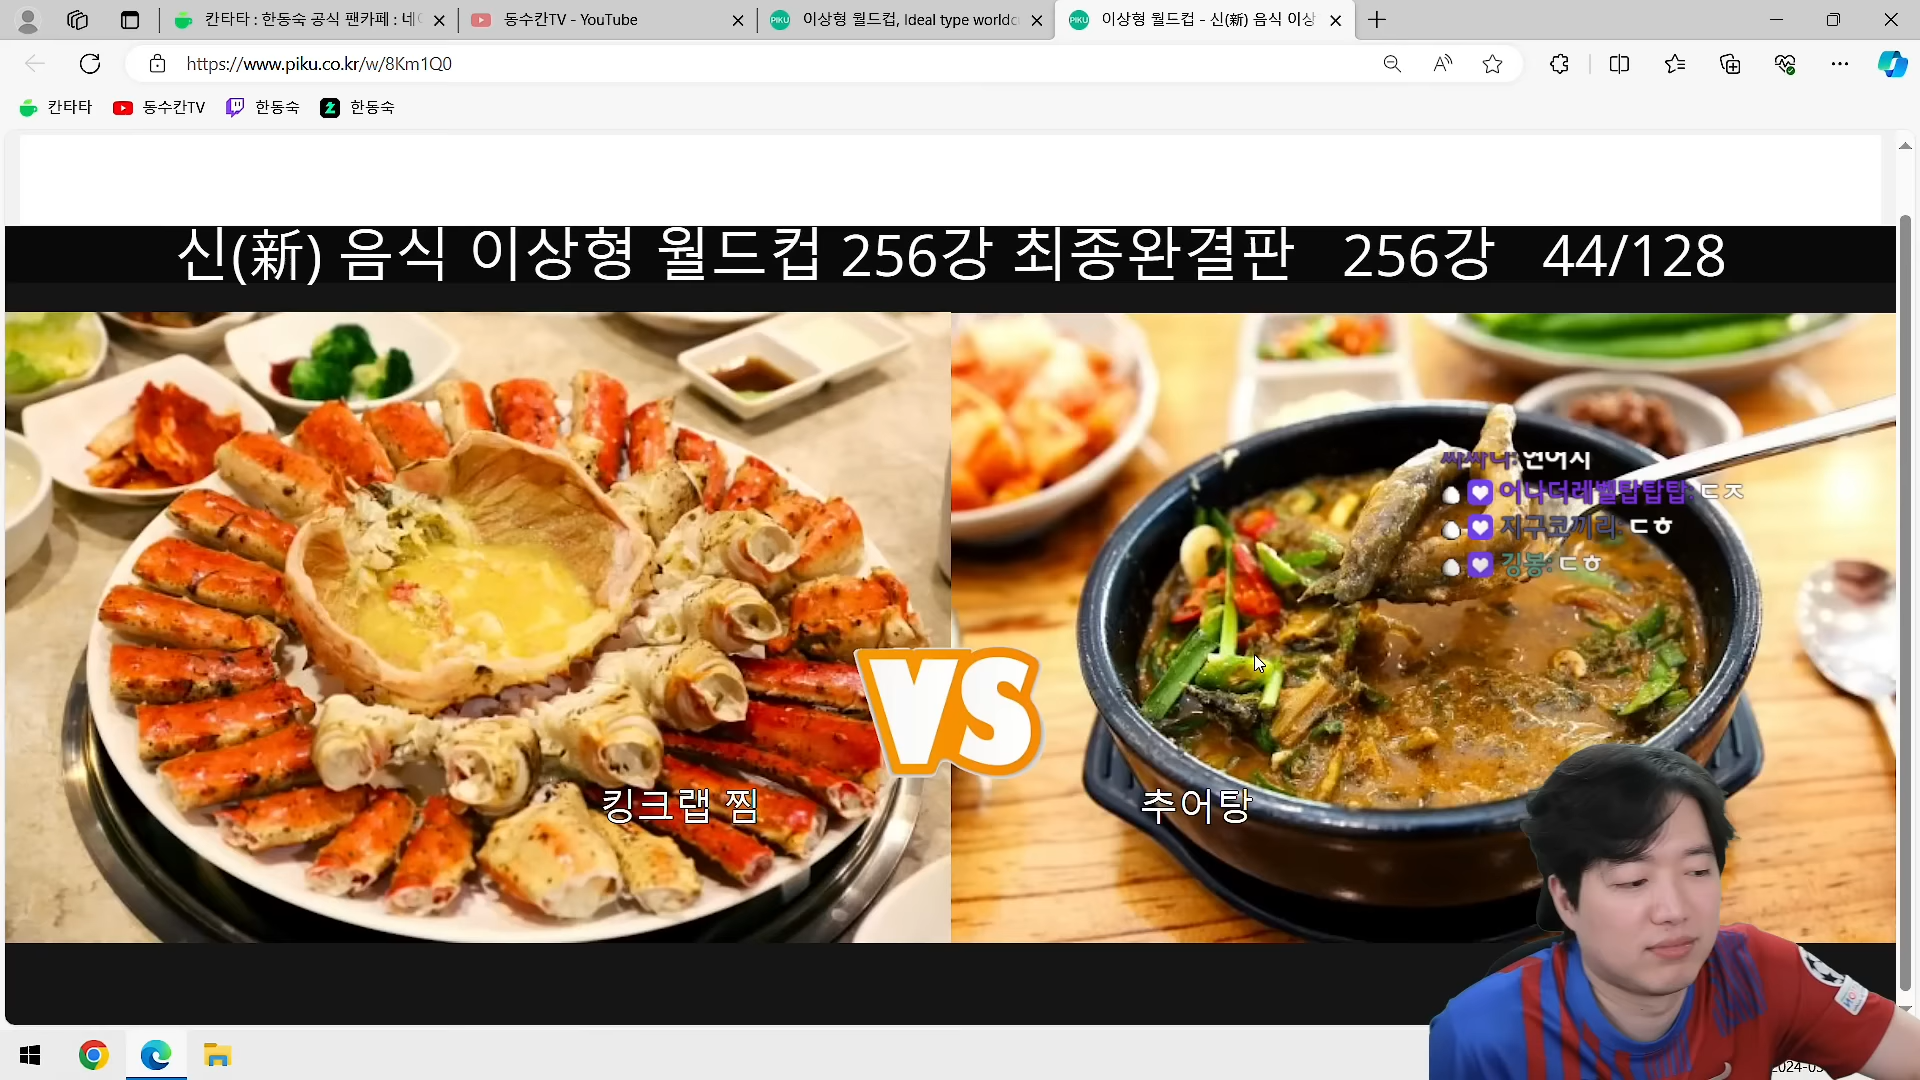 칸타타 : 한동숙 공식 팬카페 : 네이
동수칸TV - YouTube
이상형 월드컵, Ideal type worldc
이상형 월드컵 - 신(新) 음식 이상
https://www.piku.co.kr/w/8Km1Q0
칸타타
동수칸TV
한동숙
한동숙
신(新) 음식 이상형 월드컵 256강 최종완결판 256강 44/128
어나더레벨탑탑탑: ㄷㅈ
지구코끼리: ㄷㅎ
깅봉: ㄷㅎ
VS
킹크랩 찜
추어탕